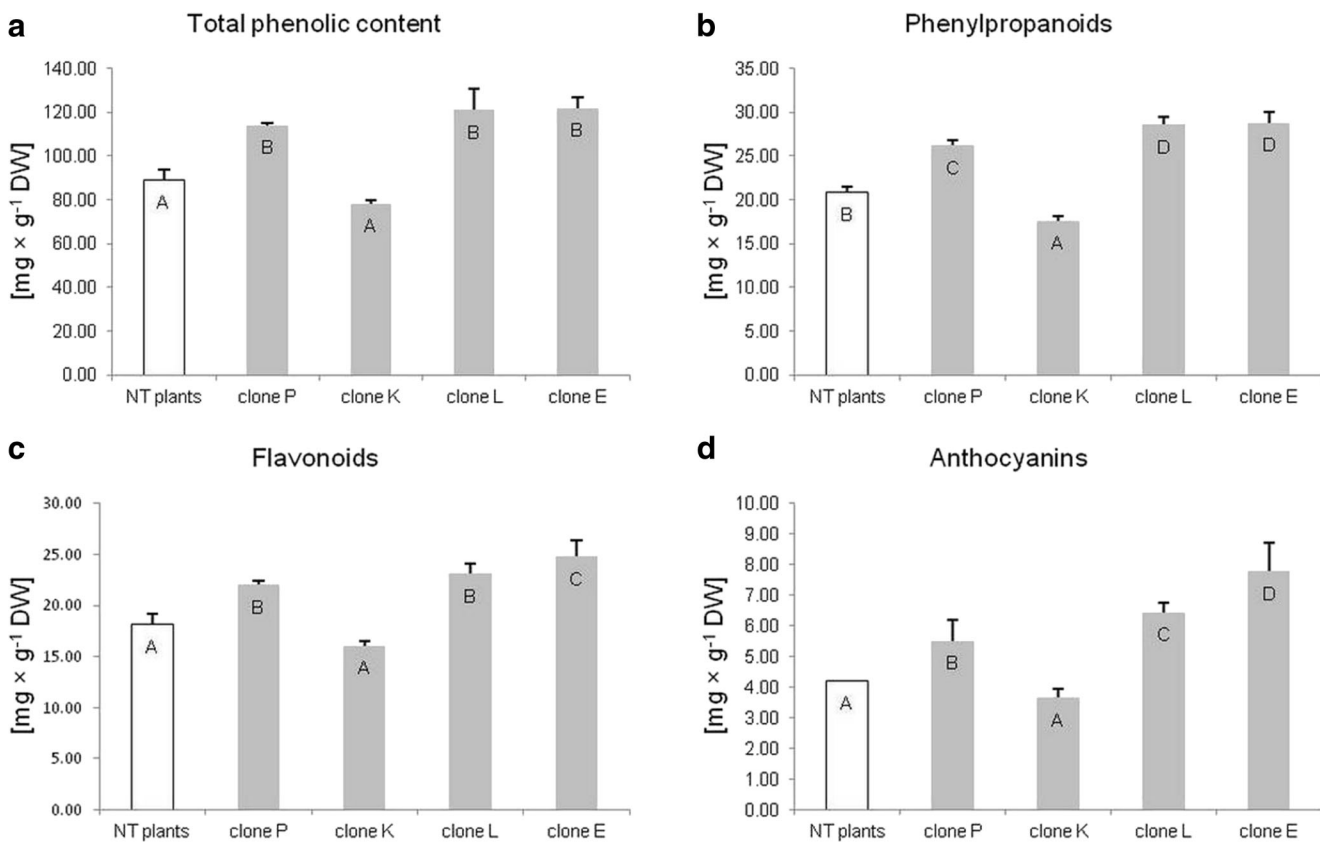 a
Total phenolic content
[mg × g⁻¹ DW]
140.00
120.00
100.00
80.00
60.00
40.00
20.00
0.00
A
B
A
B
B
NT plants clone P clone K clone L clone E
b
Phenylpropanoids
[mg × g⁻¹ DW]
35.00
30.00
25.00
20.00
15.00
10.00
5.00
0.00
B
C
A
D
D
NT plants clone P clone K clone L clone E
c
Flavonoids
[mg × g⁻¹ DW]
30.00
25.00
20.00
15.00
10.00
5.00
0.00
A
B
A
B
C
NT plants clone P clone K clone L clone E
d
Anthocyanins
[mg × g⁻¹ DW]
10.00
9.00
8.00
7.00
6.00
5.00
4.00
3.00
2.00
1.00
0.00
A
B
A
C
D
NT plants clone P clone K clone L clone E